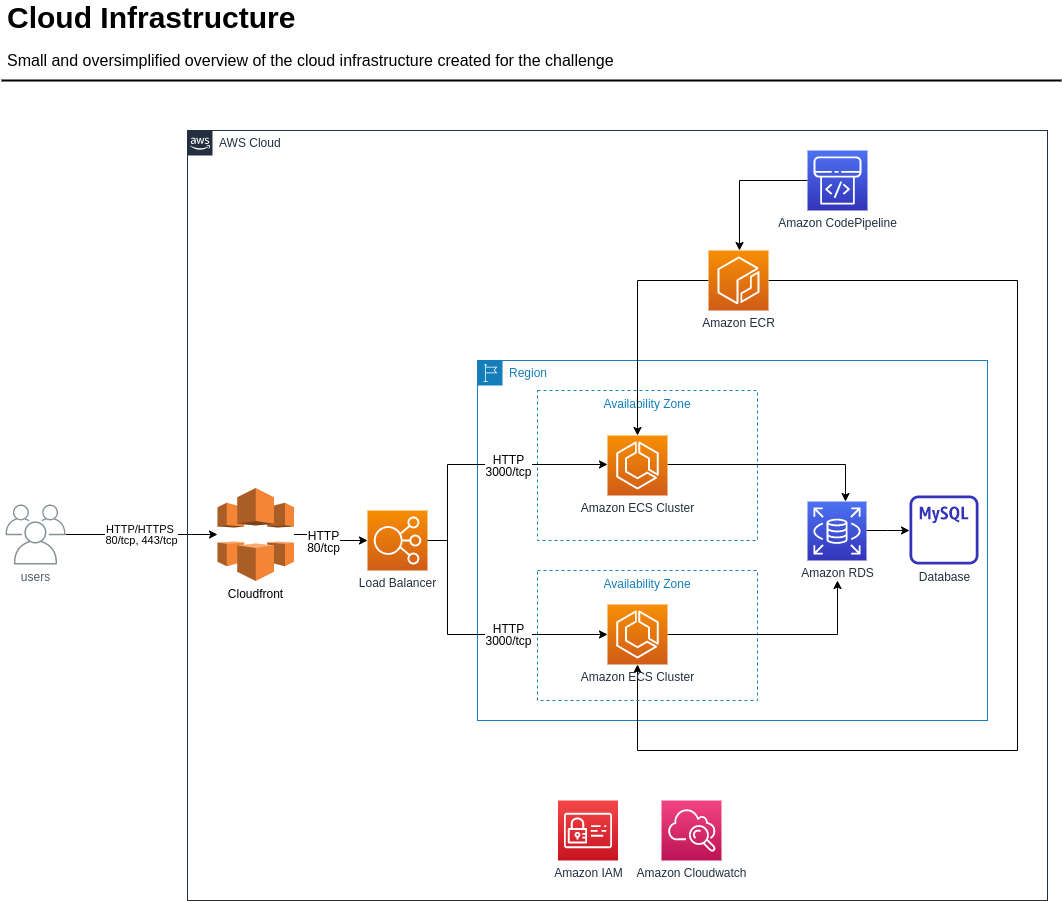 Cloud Infrastructure
Small and oversimplified overview of the cloud infrastructure created for the challenge
aws
AWS Cloud
Amazon CodePipeline
Amazon ECR
Region
Availability Zone
HTTP
3000/tcp
Amazon ECS Cluster
users
HTTP/HTTPS
80/tcp, 443/tcp
Cloudfront
HTTP
80/tcp
Load Balancer
Amazon RDS
MySQL
Database
Availability Zone
HTTP
3000/tcp
Amazon ECS Cluster
Amazon IAM
Amazon Cloudwatch